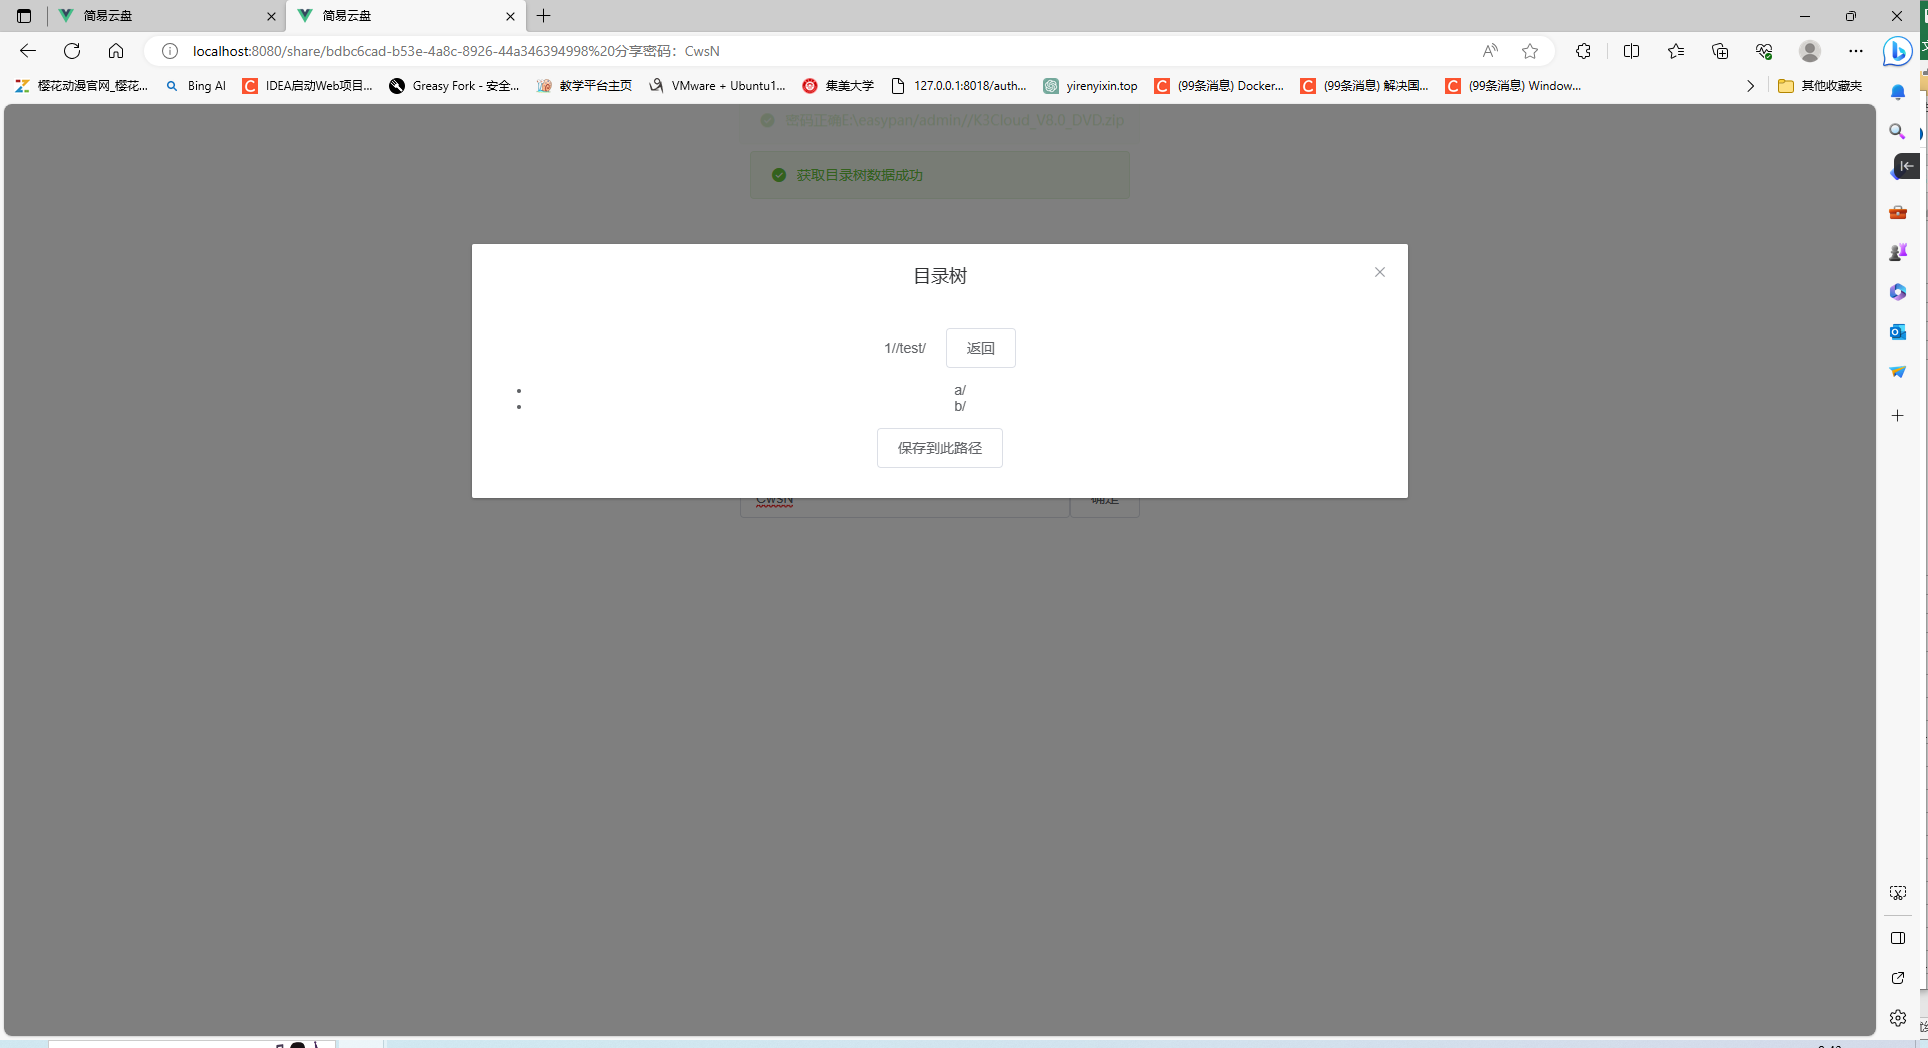 简易云盘
简易云盘
localhost:8080/share/bdbc6cad-b53e-4a8c-8926-44a346394998%20分享密码：CwsN
樱花动漫官网_樱花... Bing AI IDEA启动Web项目... Greasy Fork - 安全... 教学平台主页 VMware + Ubuntu1... 集美大学 127.0.0.1:8018/auth... yirenyixin.top (99条消息) Docker... (99条消息) 解决国... (99条消息) Window... 其他收藏夹
密码正确E:\easypan/admin//K3Cloud_V8.0_DVD.zip
获取目录树数据成功
目录树
1//test/ 返回
a/
b/
保存到此路径
CwsN 确定